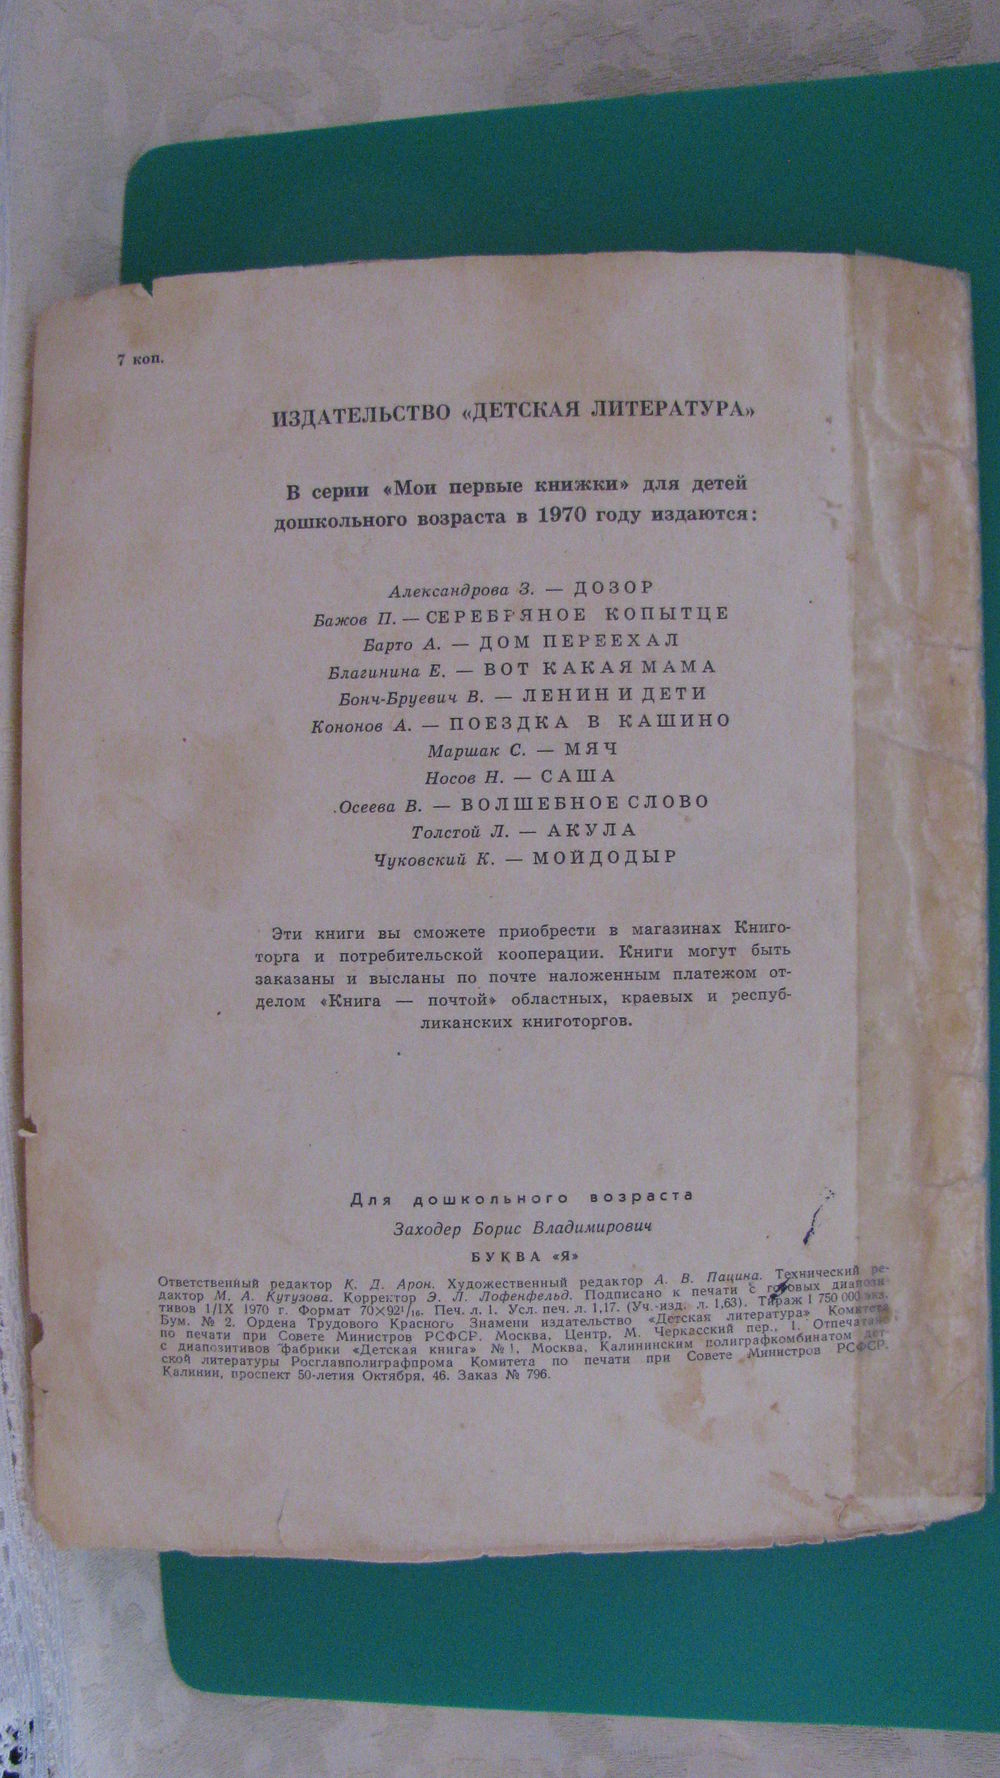 7 коп.
ИЗДАТЕЛЬСТВО «ДЕТСКАЯ ЛИТЕРАТУРА»
В серии «Мои первые книжки» для детей
дошкольного возраста в 1970 году издаются:
Александрова З. — ДОЗОР
Бажов П. — СЕРЕБРЯНОЕ КОПЫТЦЕ
Барто А. — ДОМ ПЕРЕЕХАЛ
Благинина Е. — ВОТ КАКАЯ МАМА
Бонч-Бруевич В. — ЛЕНИН И ДЕТИ
Кононов А. — ПОЕЗДКА В КАШИНО
Маршак С. — МЯЧ
Носов Н. — САША
Осеева В. — ВОЛШЕБНОЕ СЛОВО
Толстой Л. — АКУЛА
Чуковский К. — МОЙДОДЫР
Эти книги вы сможете приобрести в магазинах Книго-
торга и потребительской кооперации. Книги могут быть
заказаны и высланы по почте наложенным платежом от-
делом «Книга — почтой» областных, краевых и респуб-
ликанских книготоргов.
Для дошкольного возраста
Заходер Борис Владимирович
БУКВА «Я»
Ответственный редактор К. Д. Арон. Художественный редактор А. В. Пацина. Технический ре-
дактор М. А. Кутузова. Корректор Э. Л. Лофенфельд. Подписано к печати с готовых диапози-
тивов 1/IX 1970 г. Формат 70×92¹/₁₆. Печ. л. 1. Усл. печ. л. 1,17. (Уч.-изд. л. 1,63). Тираж 1 750 000 экз.
Бум. № 2. Ордена Трудового Красного Знамени издательство «Детская литература» Комитета
по печати при Совете Министров РСФСР. Москва, Центр, М. Черкасский пер., 1. Отпечатано
с диапозитивов фабрики «Детская книга» № 1, Москва, Калининским полиграфкомбинатом дет-
ской литературы Росглавполиграфпрома Комитета по печати при Совете Министров РСФСР.
Калинин, проспект 50-летия Октября, 46. Заказ № 796.